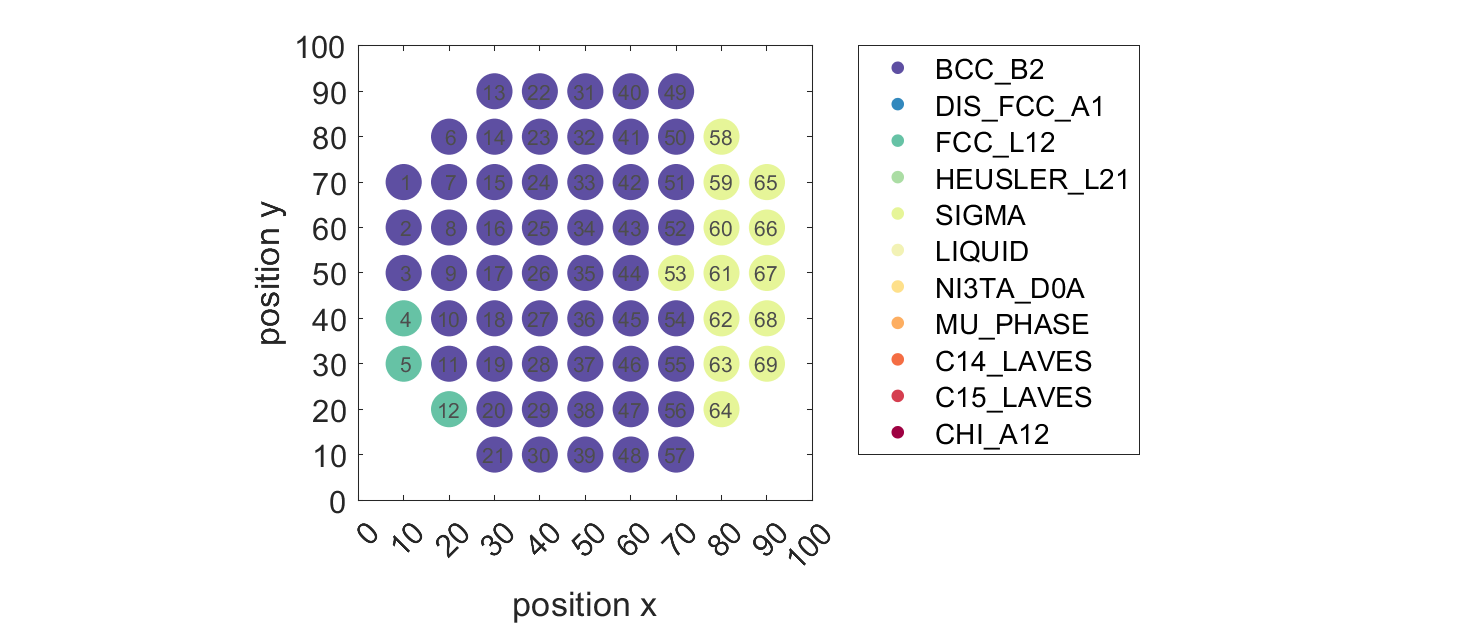 100
90
80
70
60
50
40
30
20
10
0
position y
13 22 31 40 49
6 14 23 32 41 50 58
1 7 15 24 33 42 51 59 65
2 8 16 25 34 43 52 60 66
3 9 17 26 35 44 53 61 67
4 10 18 27 36 45 54 62 68
5 11 19 28 37 46 55 63 69
12 20 29 38 47 56 64
21 30 39 48 57
0 10 20 30 40 50 60 70 80 90 100
position x
BCC_B2
DIS_FCC_A1
FCC_L12
HEUSLER_L21
SIGMA
LIQUID
NI3TA_D0A
MU_PHASE
C14_LAVES
C15_LAVES
CHI_A12